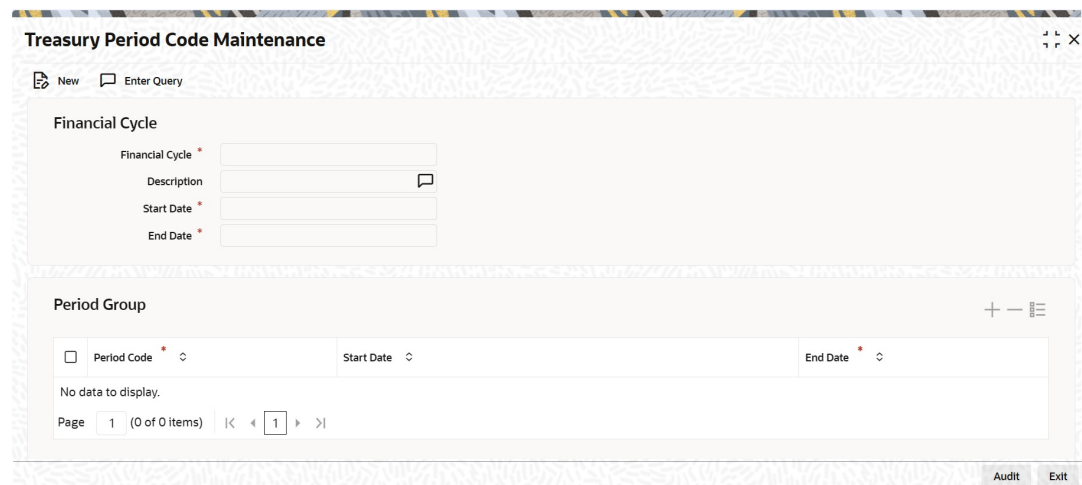 Treasury Period Code Maintenance
New Enter Query
Financial Cycle
Financial Cycle *
Description
Start Date *
End Date *
Period Group
Period Code * Start Date End Date *
No data to display.
Page 1 (0 of 0 items) 1
Audit Exit